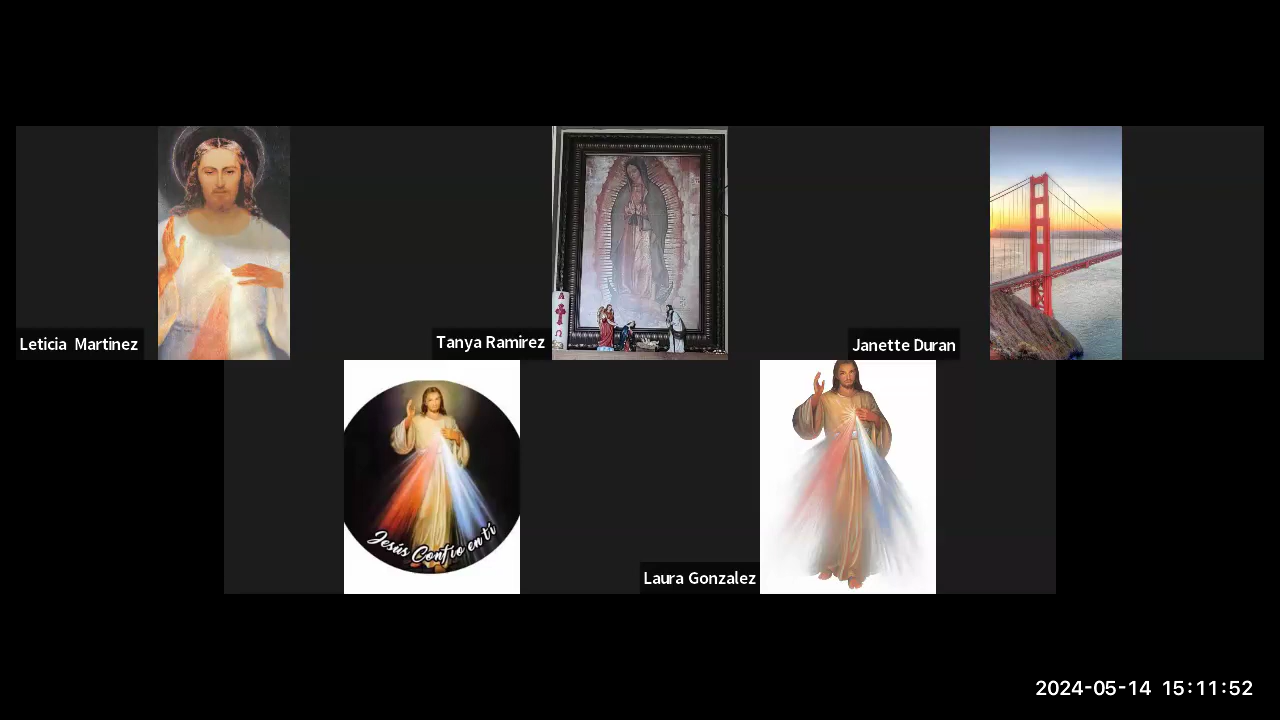 Leticia Martinez
Tanya Ramirez
Janette Duran
Jesús Confío en ti
Laura Gonzalez
2024-05-14 15:11:52